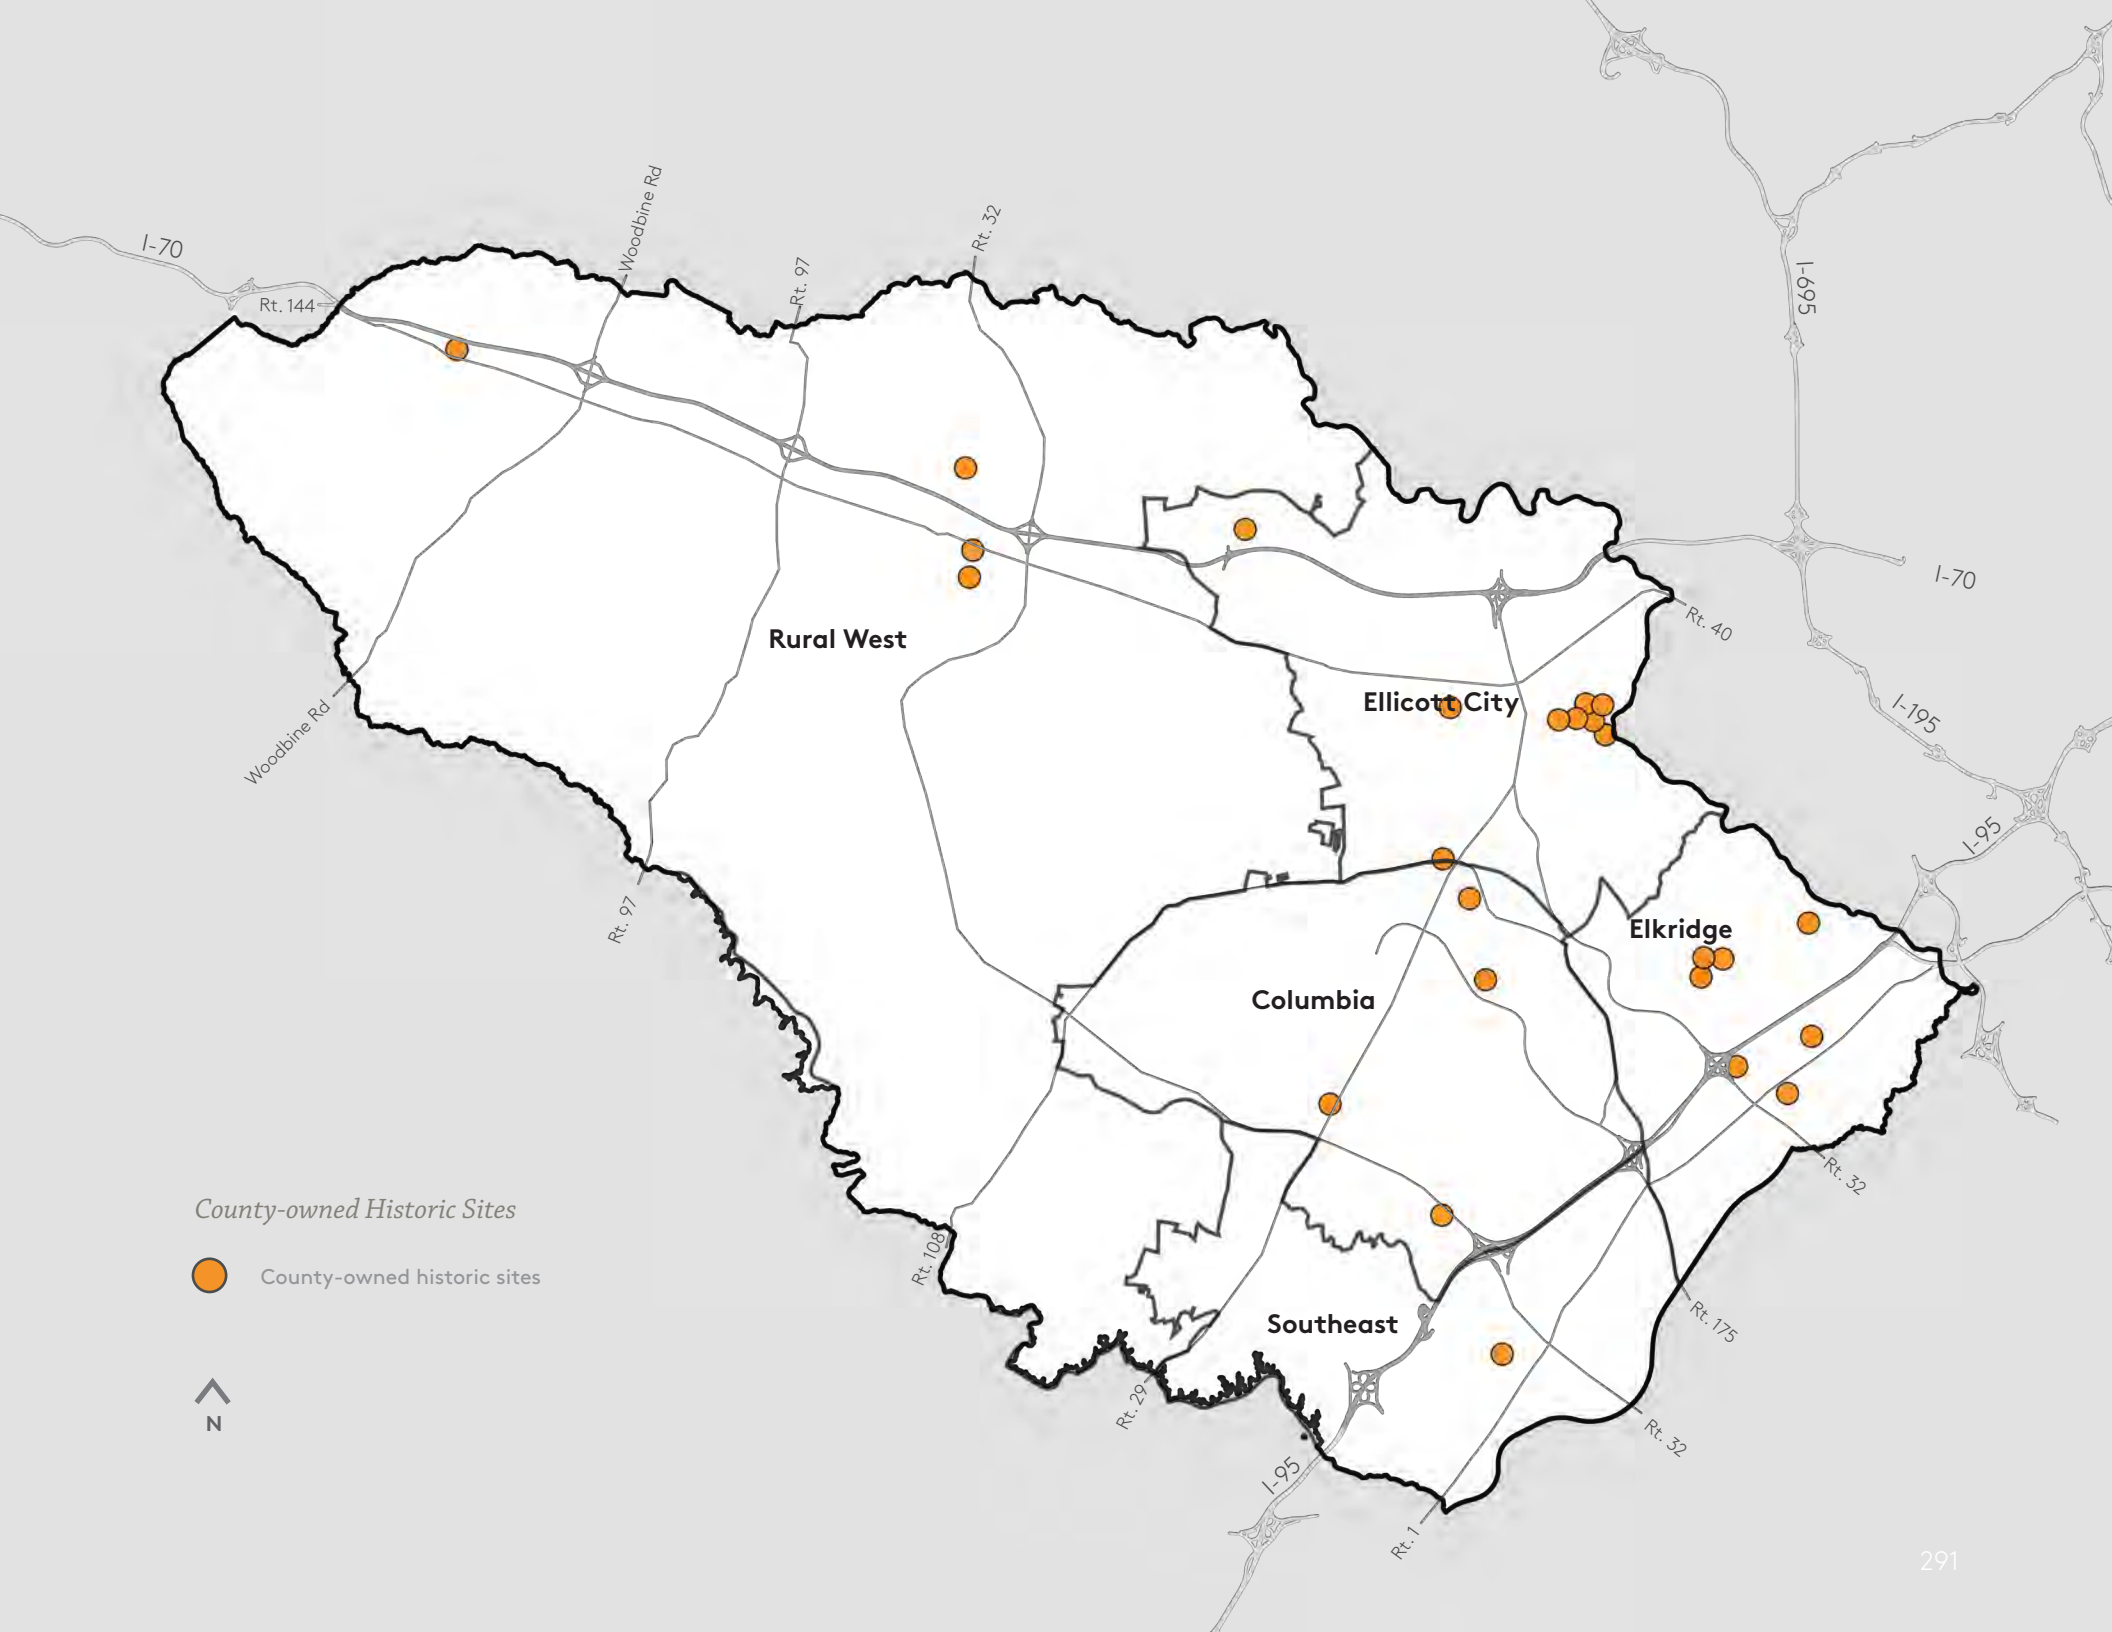 Woodbine Rd
Rt. 32
I-70
Rt. 97
Rt. 144
I-695
I-70
Rt. 40
Rural West
Ellicott City
I-195
Woodbine Rd
I-95
Rt. 97
Elkridge
Columbia
Rt. 32
County-owned Historic Sites
Rt. 108
County-owned historic sites
Southeast
Rt. 175
Rt. 29
N
Rt. 32
I-95
Rt. 1
291